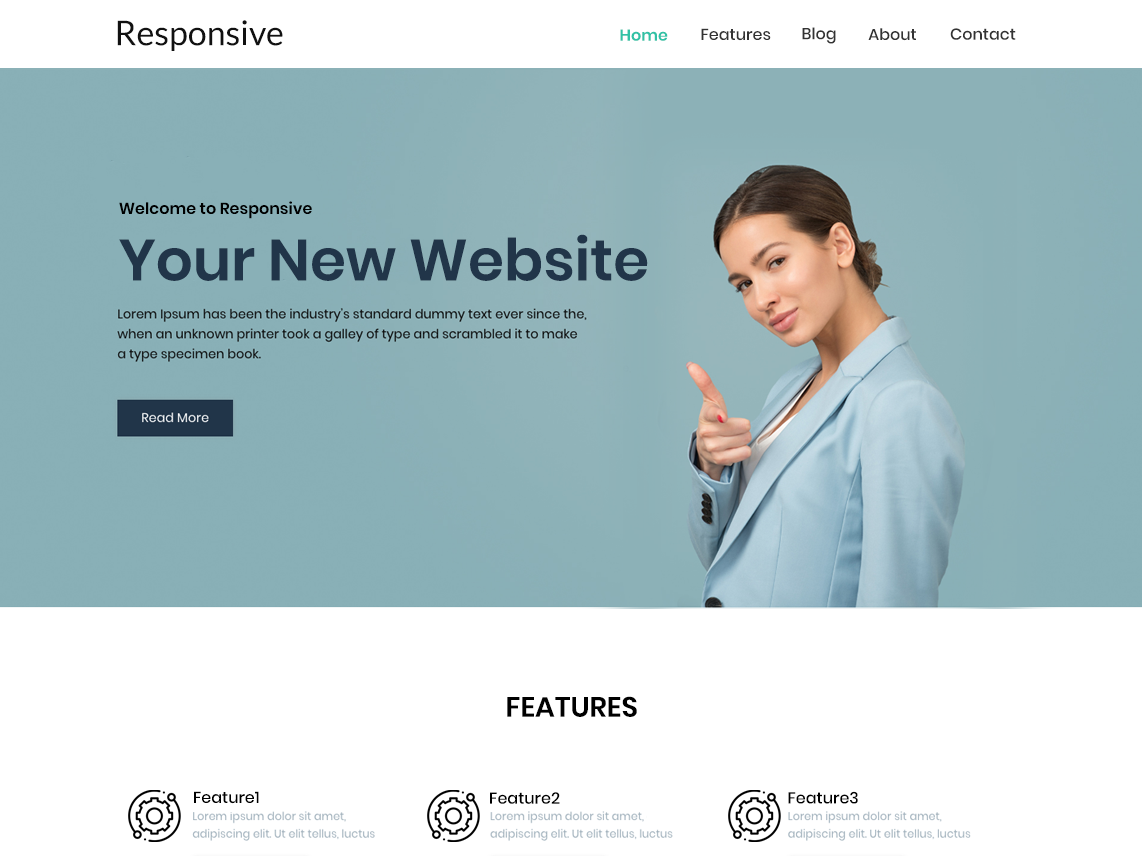 Responsive
Home Features Blog About Contact
Welcome to Responsive
Your New Website
Lorem Ipsum has been the industry's standard dummy text ever since the,
when an unknown printer took a galley of type and scrambled it to make
a type specimen book.
Read More
FEATURES
Feature1
Lorem ipsum dolor sit amet,
adipiscing elit. Ut elit tellus, luctus
Feature2
Lorem ipsum dolor sit amet,
adipiscing elit. Ut elit tellus, luctus
Feature3
Lorem ipsum dolor sit amet,
adipiscing elit. Ut elit tellus, luctus